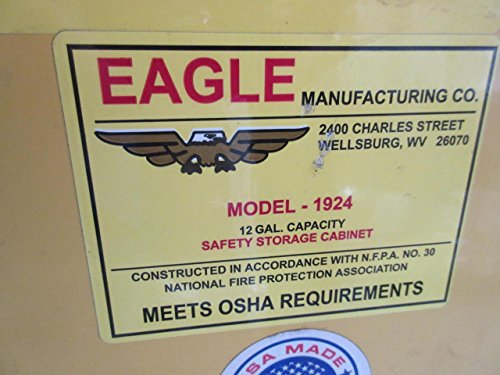 EAGLE MANUFACTURING CO.
2400 CHARLES STREET
WELLSBURG, WV 26070
MODEL - 1924
12 GAL. CAPACITY
SAFETY STORAGE CABINET
CONSTRUCTED IN ACCORDANCE WITH N.F.P.A. NO. 30
NATIONAL FIRE PROTECTION ASSOCIATION
MEETS OSHA REQUIREMENTS
SA MADE